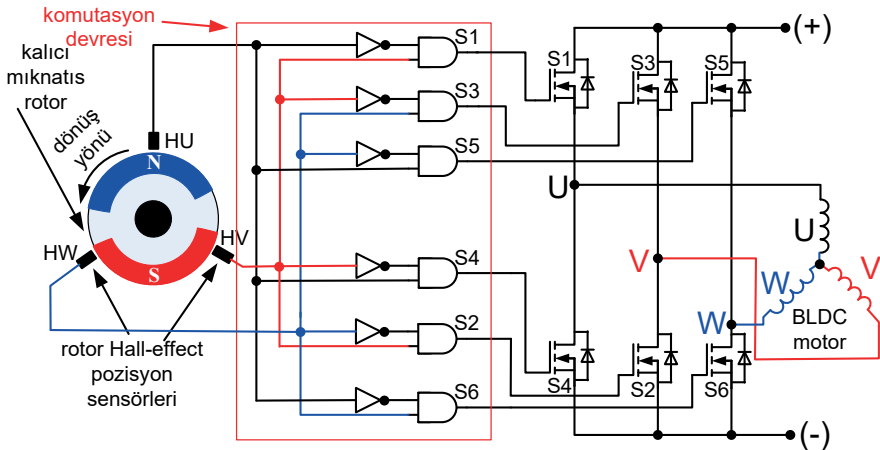 komutasyon
devresi
kalıcı
mıknatıs
rotor
dönüş
yönü
HU
N
S
HW
HV
rotor Hall-effect
pozisyon
sensörleri
S1
S3
S5
S4
S2
S6
S1
S3
S5
(+)
U
V
W
S4
S2
S6
(-)
U
W
V
BLDC
motor